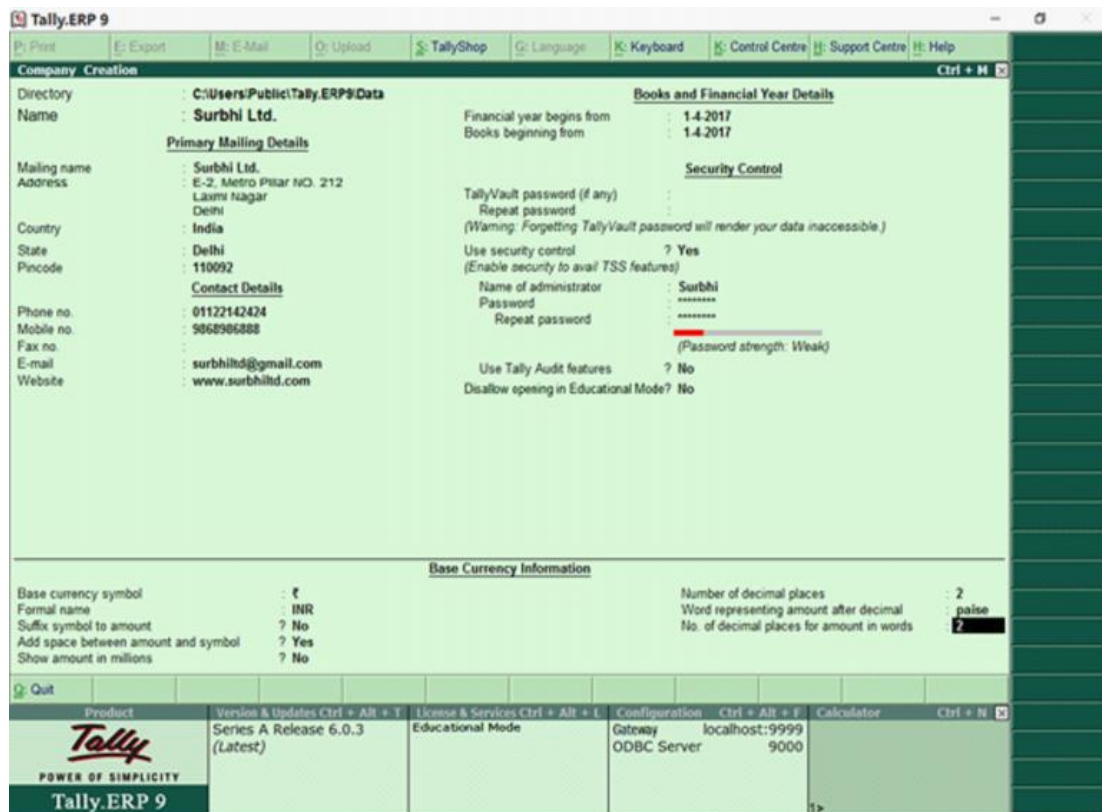 Tally.ERP 9
P: Print E: Export M: E-Mail O: Upload S: TallyShop G: Language K: Keyboard K: Control Centre H: Support Centre H: Help
Company Creation Ctrl + M
Directory : C:\Users\Public\Tally.ERP9\Data
Name : Surbhi Ltd.
Primary Mailing Details
Mailing name : Surbhi Ltd.
Address : E-2, Metro Pillar NO. 212
Laxmi Nagar
Delhi
Country : India
State : Delhi
Pincode : 110092
Contact Details
Phone no. : 01122142424
Mobile no. : 9868986888
Fax no. :
E-mail : surbhiltd@gmail.com
Website : www.surbhiltd.com
Books and Financial Year Details
Financial year begins from : 1-4-2017
Books beginning from : 1-4-2017
Security Control
TallyVault password (if any) :
Repeat password :
(Warning: Forgetting TallyVault password will render your data inaccessible.)
Use security control ? Yes
(Enable security to avail TSS features)
Name of administrator : Surbhi
Password : ********
Repeat password : ********
(Password strength: Weak)
Use Tally Audit features ? No
Disallow opening in Educational Mode? No
Base Currency Information
Base currency symbol : ₹
Formal name : INR
Suffix symbol to amount ? No
Add space between amount and symbol ? Yes
Show amount in millions ? No
Number of decimal places : 2
Word representing amount after decimal : paise
No. of decimal places for amount in words : 2
Q: Quit
Product
Tally
POWER OF SIMPLICITY
Tally.ERP 9
Version & Updates Ctrl + Alt + T
Series A Release 6.0.3
(Latest)
License & Services Ctrl + Alt + L
Educational Mode
Configuration Ctrl + Alt + F
Gateway localhost:9999
ODBC Server 9000
Calculator Ctrl + N
1>